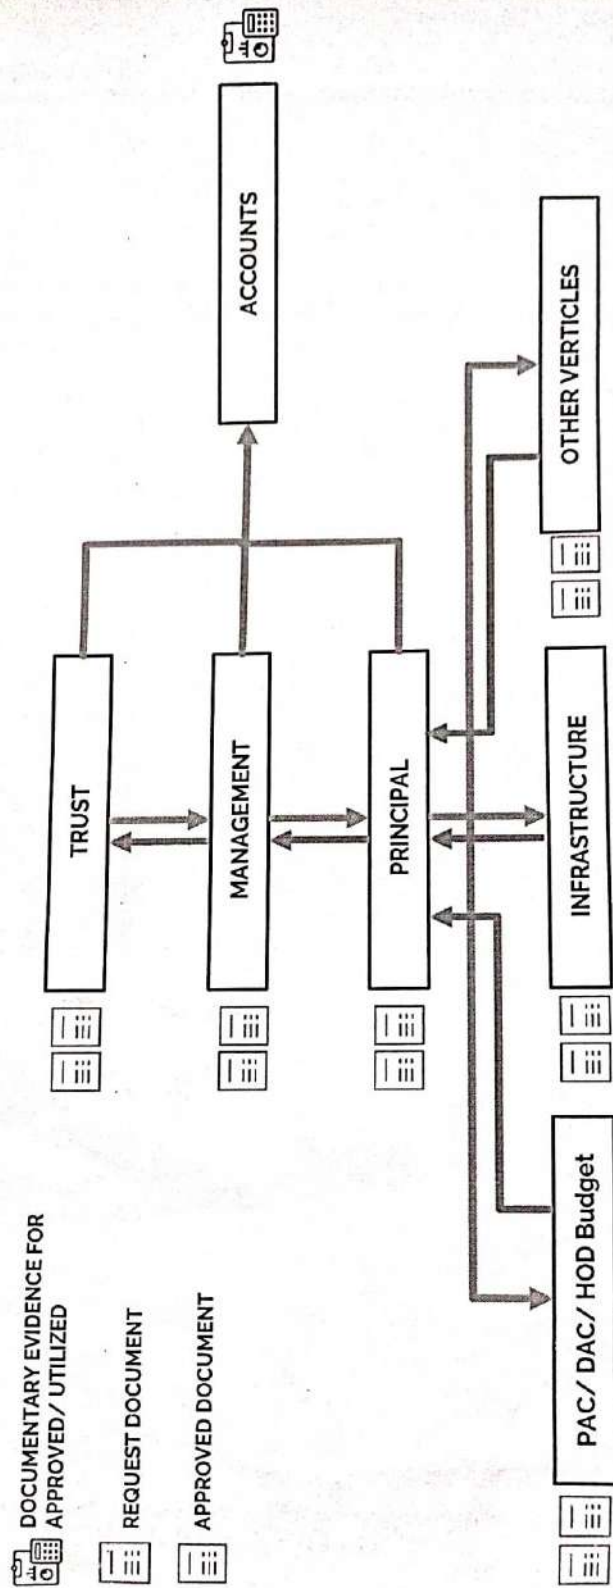 DOCUMENTARY EVIDENCE FOR
APPROVED/ UTILIZED
REQUEST DOCUMENT
APPROVED DOCUMENT
TRUST
MANAGEMENT
ACCOUNTS
PRINCIPAL
PAC/ DAC/ HOD Budget
INFRASTRUCTURE
OTHER VERTICLES